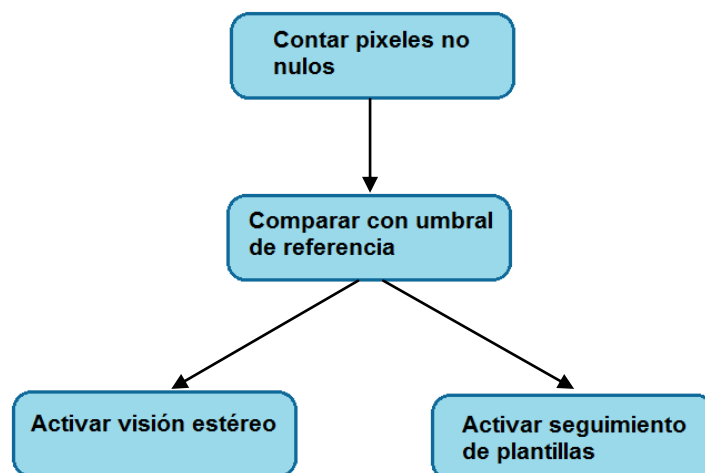 Contar pixeles no
nulos
Comparar con umbral
de referencia
Activar visión estéreo
Activar seguimiento
de plantillas